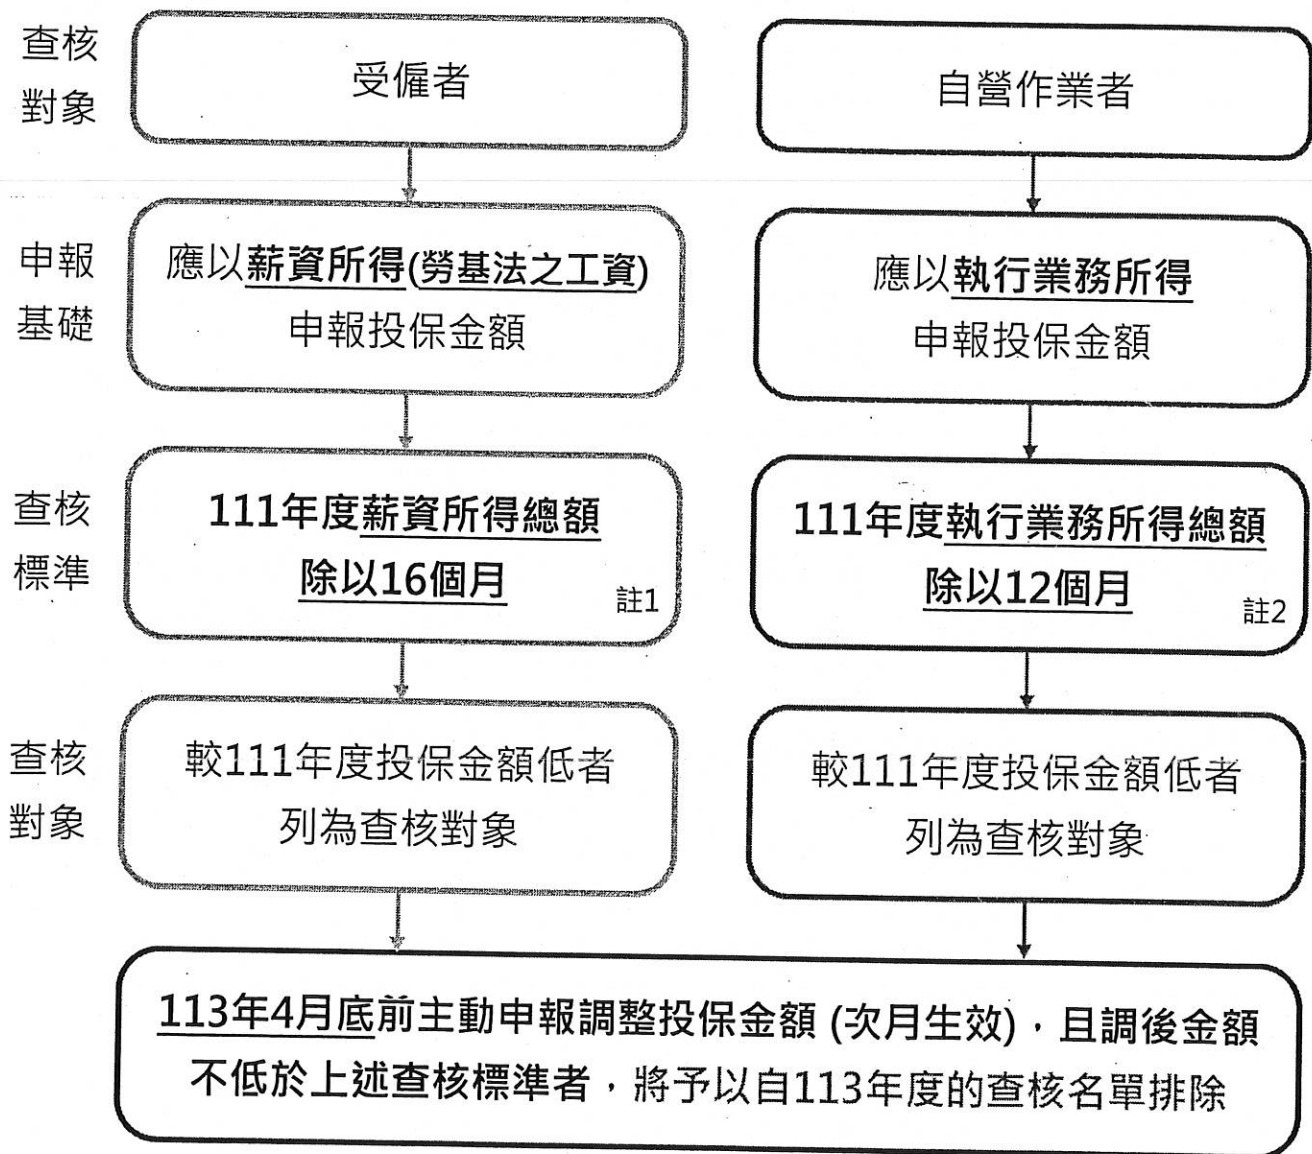 查核
對象
受僱者
自營作業者
申報
基礎
應以薪資所得(勞基法之工資)
申報投保金額
應以執行業務所得
申報投保金額
查核
標準
111年度薪資所得總額
除以16個月
註1
111年度執行業務所得總額
除以12個月
註2
查核
對象
較111年度投保金額低者
列為查核對象
較111年度投保金額低者
列為查核對象
113年4月底前主動申報調整投保金額 (次月生效)，且調後金額
不低於上述查核標準者，將予以自113年度的查核名單排除